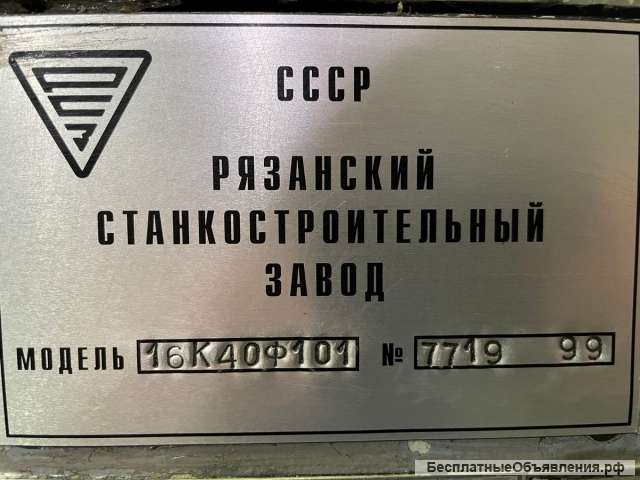 СССР
РЯЗАНСКИЙ
СТАНКОСТРОИТЕЛЬНЫЙ
ЗАВОД
МОДЕЛЬ 16К40Ф101 № 7719 99
БесплатныеОбъявления.рф